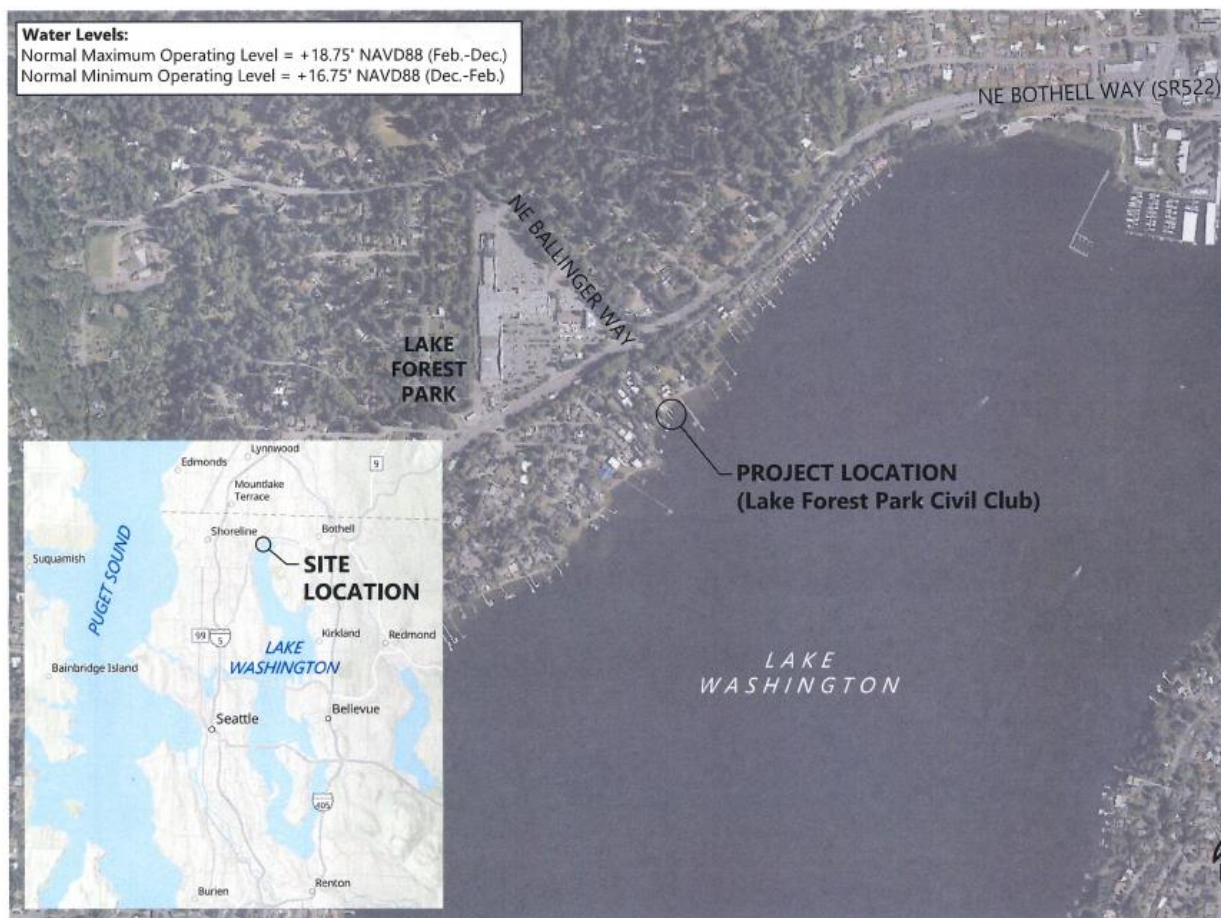 Water Levels:
Normal Maximum Operating Level = +18.75' NAVD88 (Feb.-Dec.)
Normal Minimum Operating Level = +16.75' NAVD88 (Dec.-Feb.)
NE BOTHELL WAY (SR522)
NE BALLINGER WAY
LAKE
FOREST
PARK
PROJECT LOCATION
(Lake Forest Park Civil Club)
LAKE
WASHINGTON
Lynnwood
Edmonds
9
Mountlake
Terrace
Shoreline
Bothell
Suquamish
SITE
LOCATION
PUGET SOUND
99
5
Kirkland
Redmond
LAKE
WASHINGTON
Bainbridge Island
Seattle
Bellevue
405
Renton
Burien